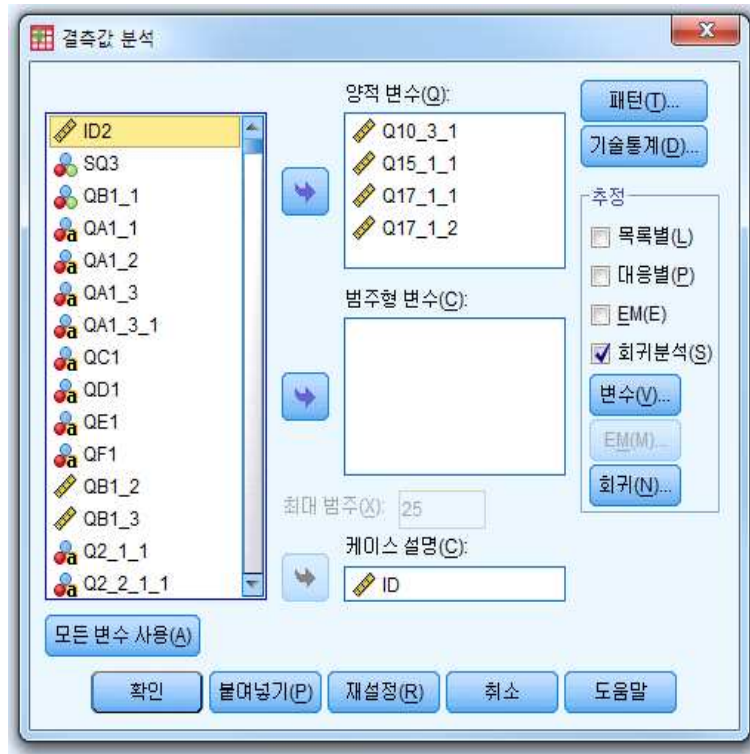 결측값 분석
ID2
SQ3
QB1_1
QA1_1
QA1_2
QA1_3
QA1_3_1
QC1
QD1
QE1
QF1
QB1_2
QB1_3
Q2_1_1
Q2_2_1_1
모든 변수 사용(A)
양적 변수(Q):
Q10_3_1
Q15_1_1
Q17_1_1
Q17_1_2
범주형 변수(C):
최대 범주(X): 25
케이스 설명(C):
ID
패턴(T)...
기술통계(D)...
추정
목록별(L)
대응별(P)
EM(E)
회귀분석(S)
변수(V)...
EM(M)...
회귀(N)...
확인 붙여넣기(P) 재설정(R) 취소 도움말